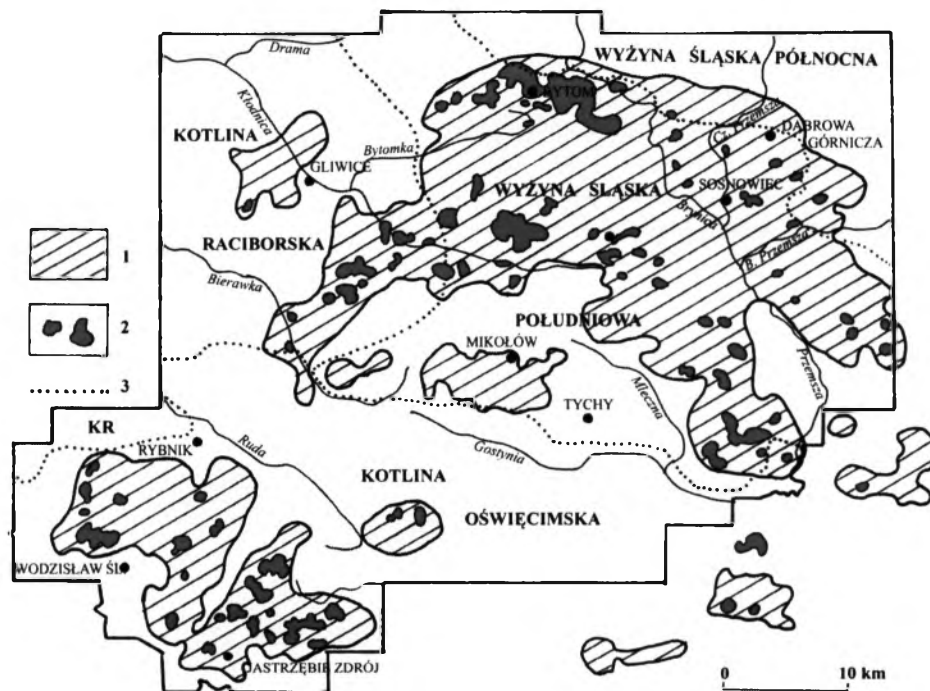 WYŻYNA ŚLĄSKA PÓŁNOCNA
Drama
Kłodnica
BYTOM
Cz. Przemsza
DĄBROWA
GÓRNICZA
KOTLINA
Bytomka
GLIWICE
WYŻYNA ŚLĄSKA
SOSNOWIEC
Brynica
RACIBORSKA
B. Przemsza
1
Bierawka
2
POŁUDNIOWA
MIKOŁÓW
Przemsza
3
Mleczna
TYCHY
KR
RYBNIK
Ruda
Gostynia
KOTLINA
OŚWIĘCIMSKA
WODZISŁAW ŚL.
JASTRZĘBIE ZDRÓJ
0 10 km